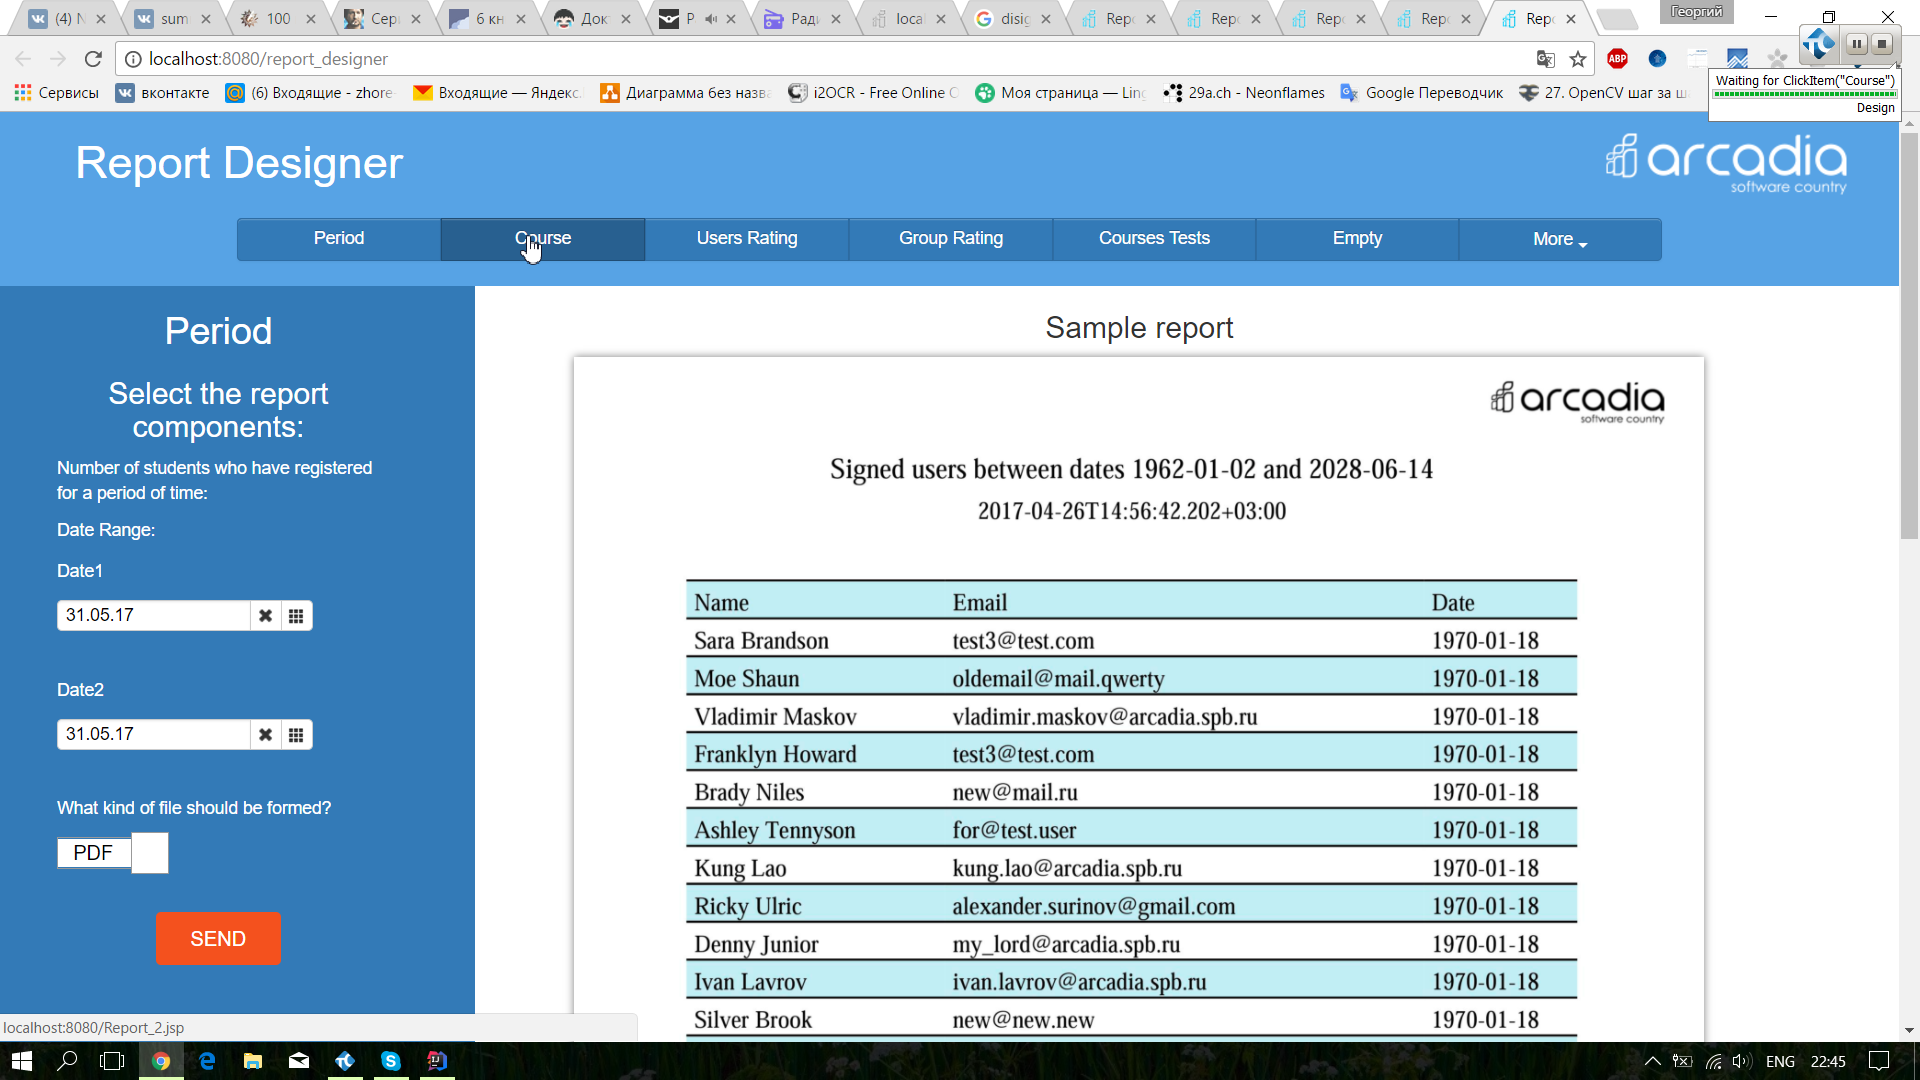 (4) N
sum
100
Сер
6 кн
Док
P
Ради
loca
disig
Repo
Repo
Repo
Repo
Repo
Георгий
localhost:8080/report_designer
ABP
Waiting for ClickItem("Course")
Design
Сервисы
вконтакте
(6) Входящие - zhore
Входящие — Яндекс.
Диаграмма без назва
i2OCR - Free Online O
Моя страница — Ling
29a.ch - Neonflames
Google Переводчик
27. OpenCV шаг за ш
Report Designer
arcadia
software country
Period
Course
Users Rating
Group Rating
Courses Tests
Empty
More
Period
Select the report
components:
Number of students who have registered
for a period of time:
Date Range:
Date1
31.05.17
Date2
31.05.17
What kind of file should be formed?
PDF
SEND
Sample report
arcadia
software country
Signed users between dates 1962-01-02 and 2028-06-14
2017-04-26T14:56:42.202+03:00
Name Email Date
Sara Brandson test3@test.com 1970-01-18
Moe Shaun oldemail@mail.qwerty 1970-01-18
Vladimir Maskov vladimir.maskov@arcadia.spb.ru 1970-01-18
Franklyn Howard test3@test.com 1970-01-18
Brady Niles new@mail.ru 1970-01-18
Ashley Tennyson for@test.user 1970-01-18
Kung Lao kung.lao@arcadia.spb.ru 1970-01-18
Ricky Ulric alexander.surinov@gmail.com 1970-01-18
Denny Junior my_lord@arcadia.spb.ru 1970-01-18
Ivan Lavrov ivan.lavrov@arcadia.spb.ru 1970-01-18
Silver Brook new@new.new 1970-01-18
localhost:8080/Report_2.jsp
ENG
22:45